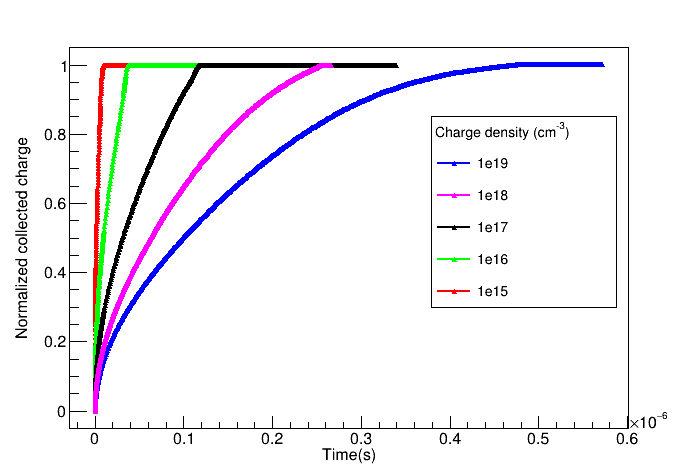 Normalized collected charge
1
0.8
0.6
0.4
0.2
0
Charge density (cm⁻³)
1e19
1e18
1e17
1e16
1e15
0 0.1 0.2 0.3 0.4 0.5 0.6
×10⁻⁶
Time(s)